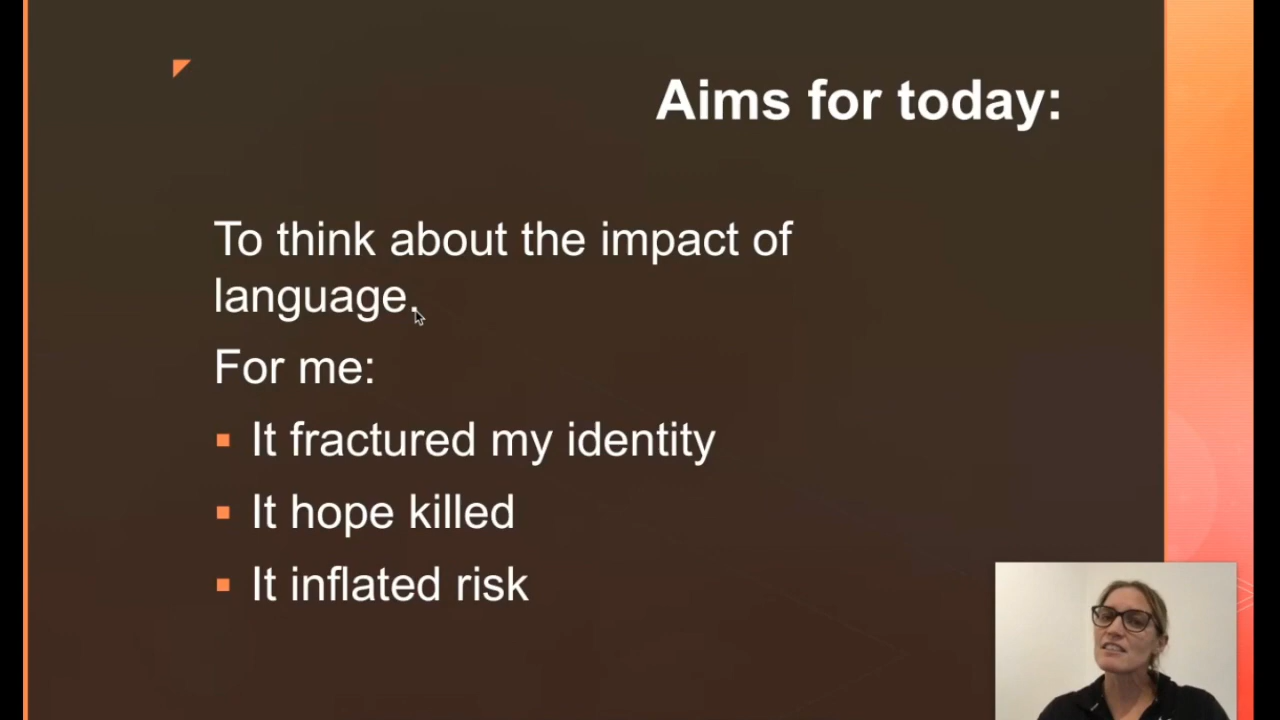 Aims for today:
To think about the impact of
language.
For me:
▪ It fractured my identity
▪ It hope killed
▪ It inflated risk